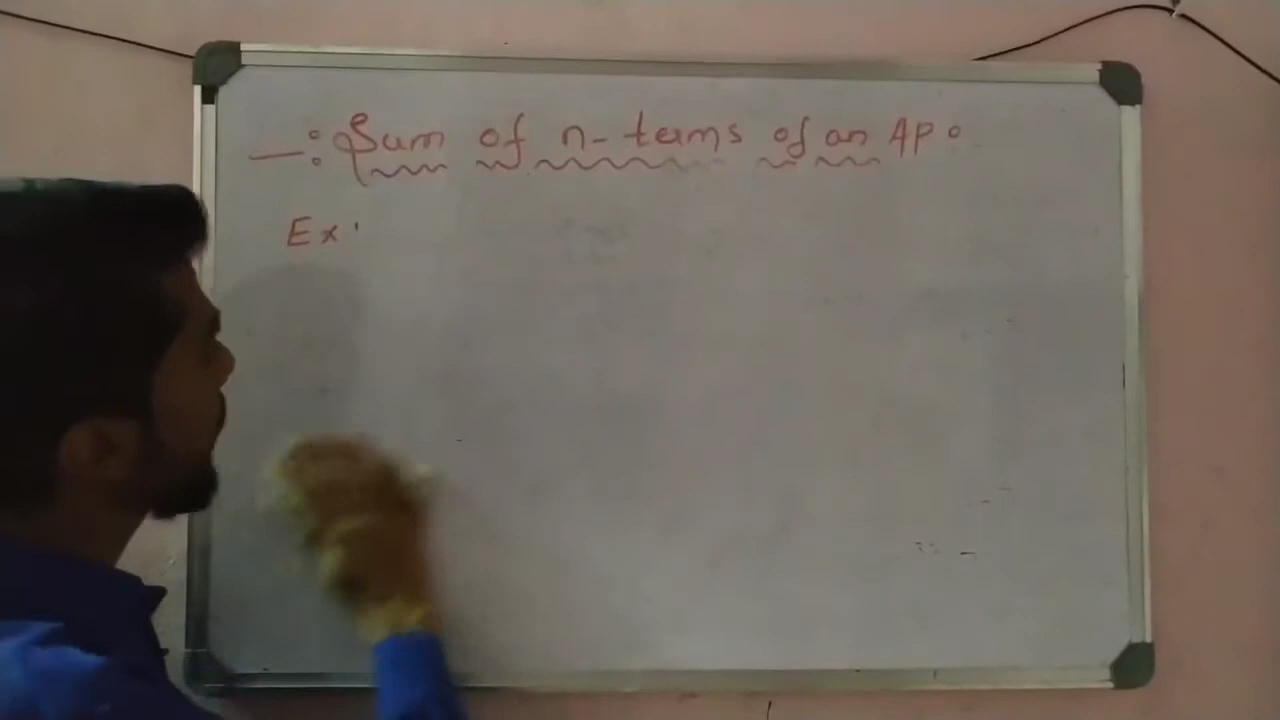 —: Sum of n- terms of an AP :
Ex.